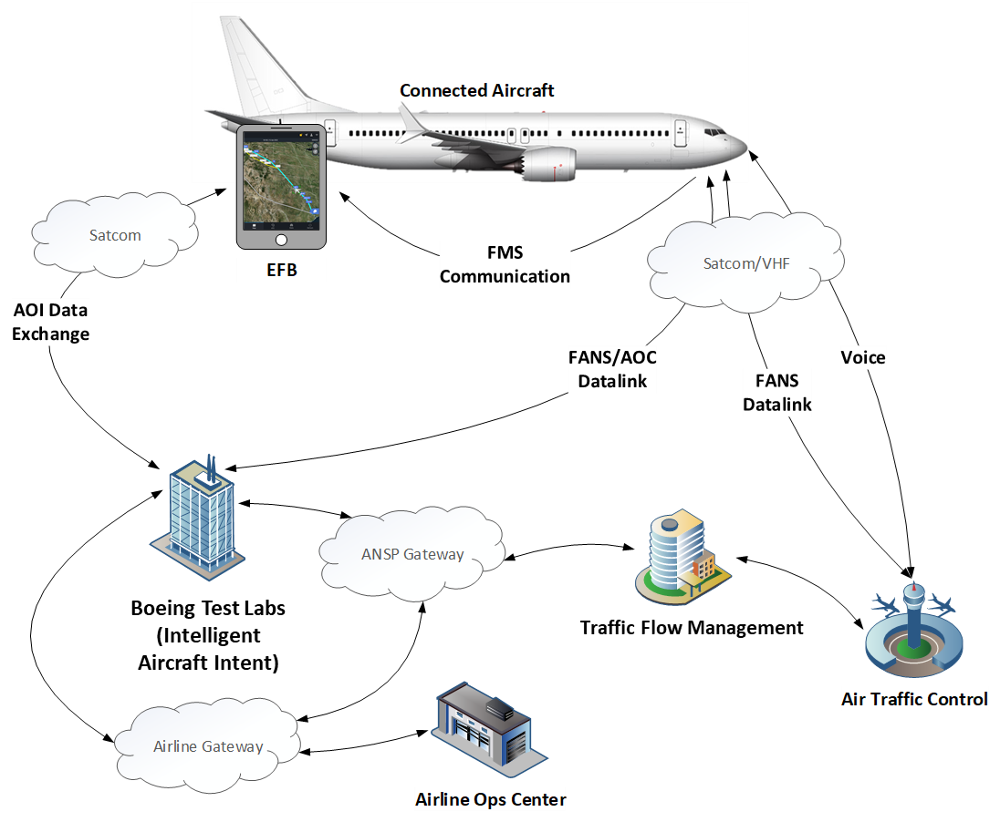 Connected Aircraft
Satcom
EFB
FMS
Communication
Satcom/VHF
AOI Data
Exchange
FANS/AOC
Datalink
FANS
Datalink
Voice
ANSP Gateway
Boeing Test Labs
(Intelligent
Aircraft Intent)
Traffic Flow Management
Air Traffic Control
Airline Gateway
Airline Ops Center